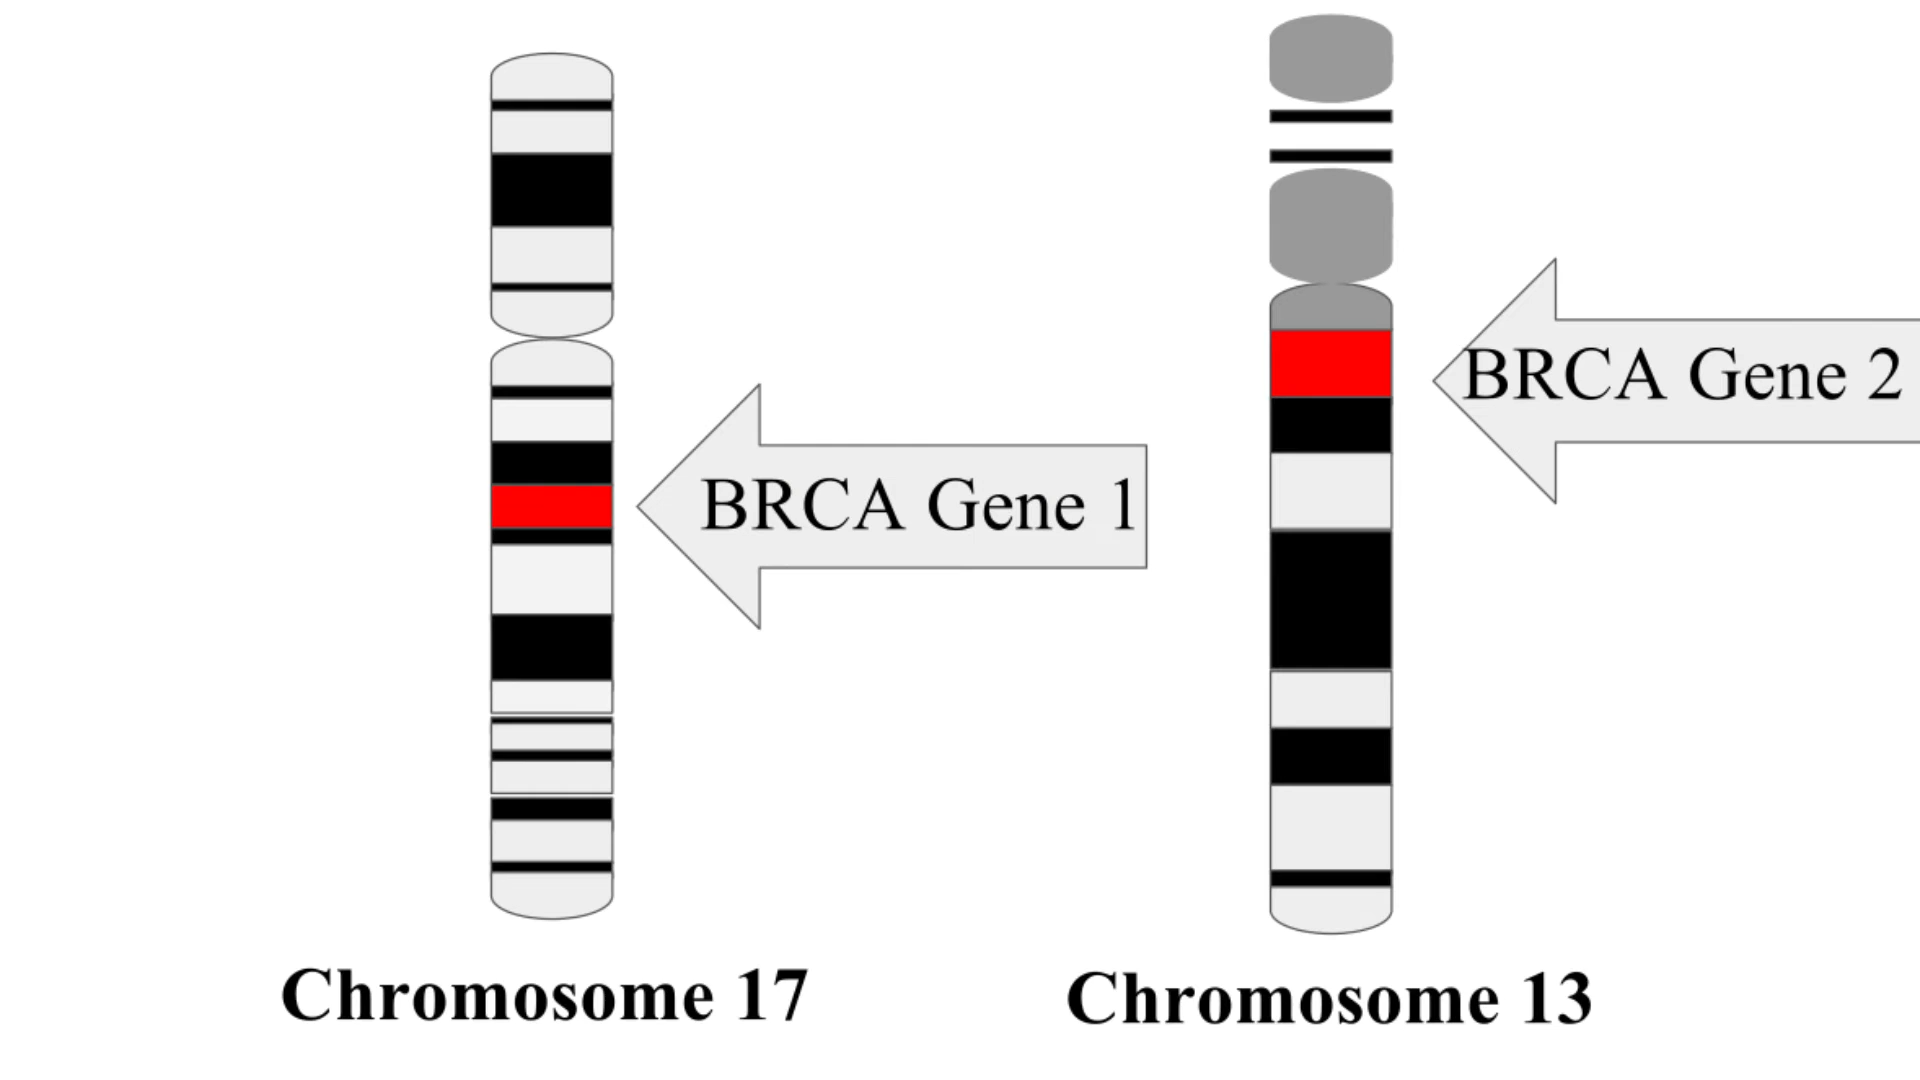 BRCA Gene 1
BRCA Gene 2
Chromosome 17
Chromosome 13